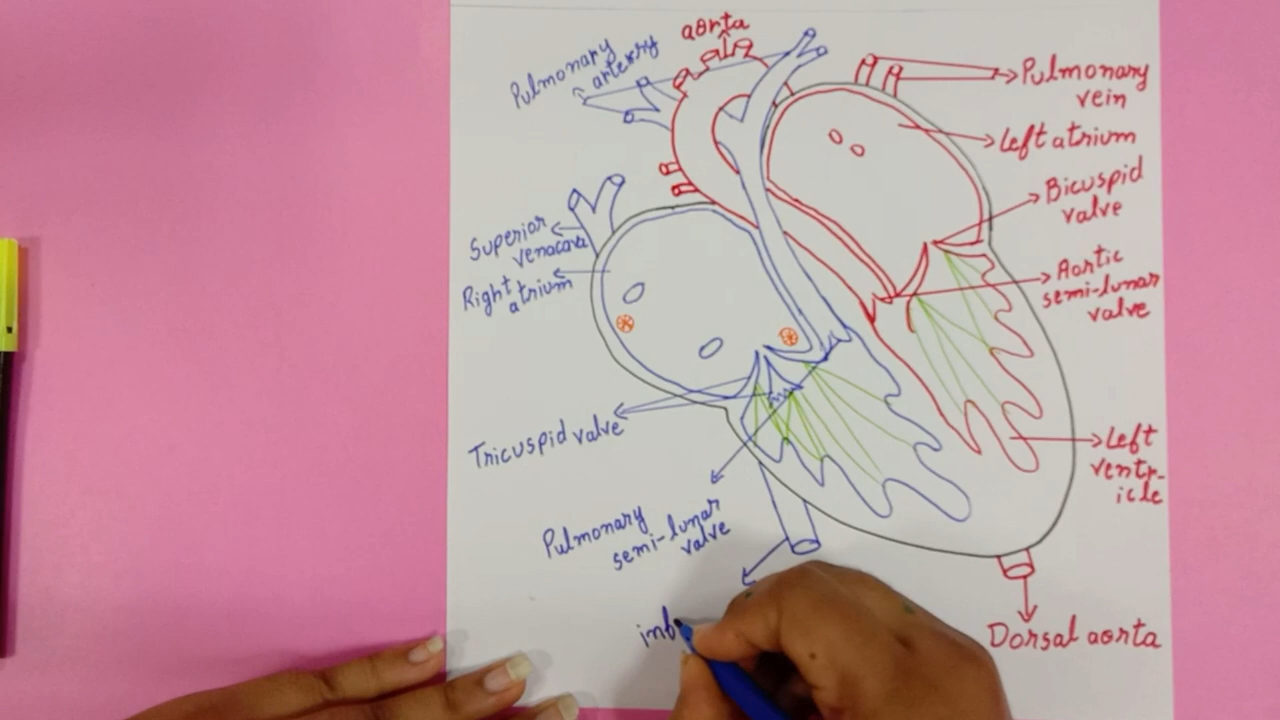 aorta
Pulmonary
artery
Pulmonary
vein
Left atrium
Bicuspid
valve
Superior
venacava
Right
atrium
Aortic
semi-lunar
valve
Tricuspid valve
Left
ventr-
icle
Pulmonary
semi-lunar
valve
inf
Dorsal aorta